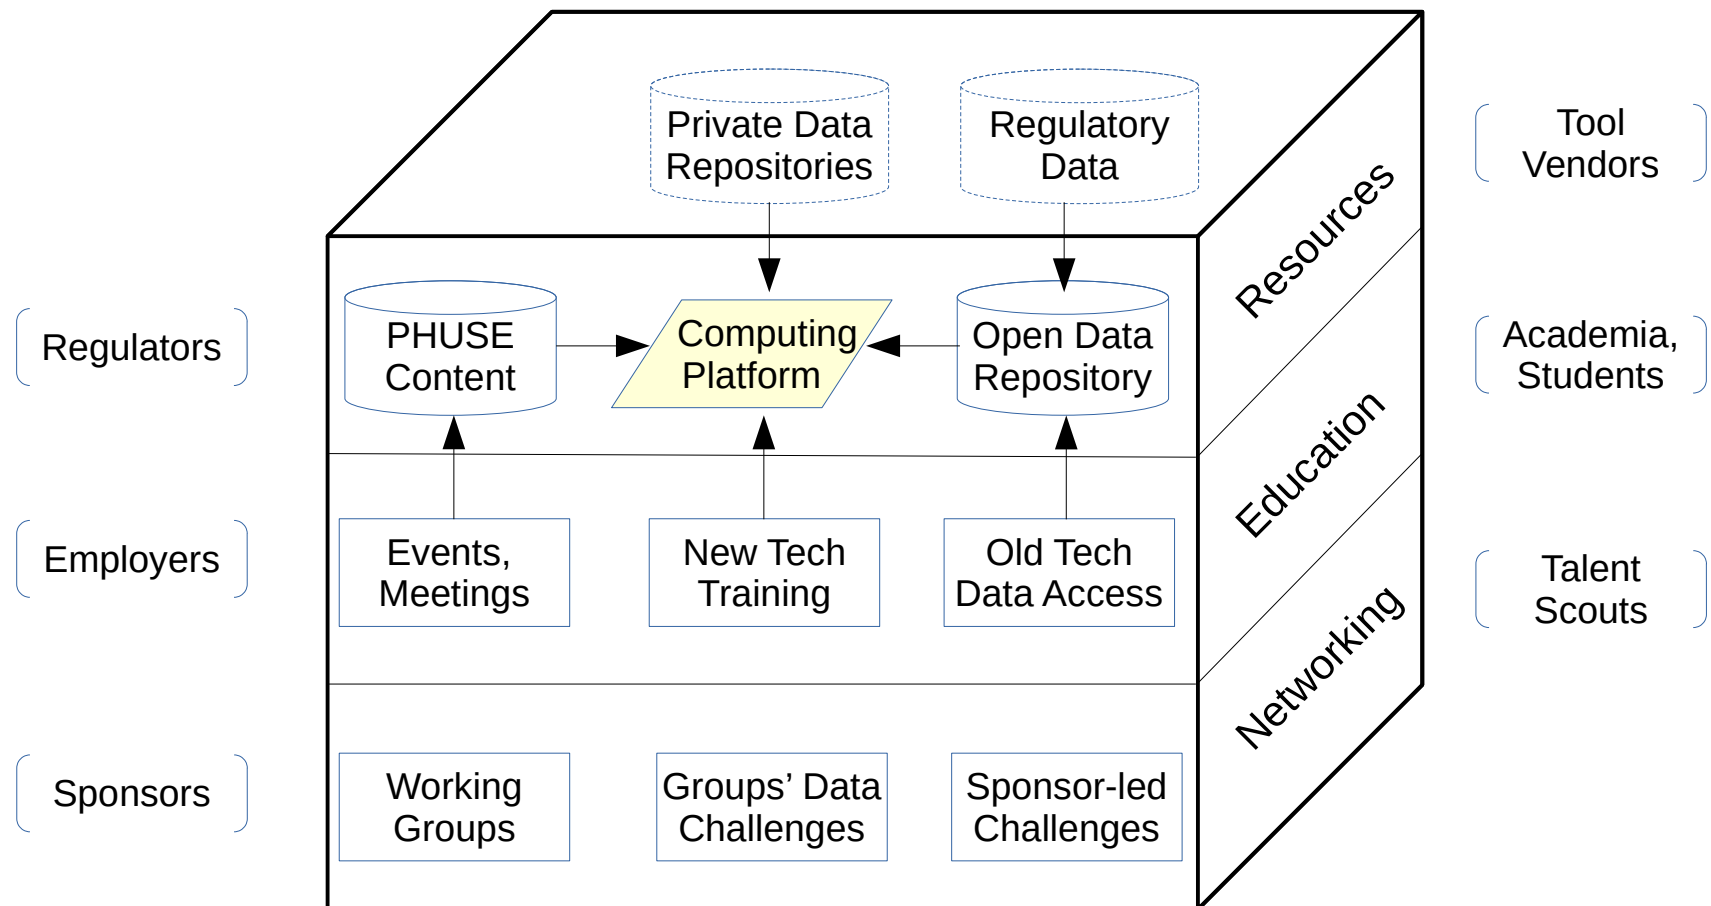 Private Data
Repositories
Regulatory
Data
Tool
Vendors
Resources
Regulators
PHUSE
Content
Computing
Platform
Open Data
Repository
Academia,
Students
Education
Employers
Events,
Meetings
New Tech
Training
Old Tech
Data Access
Talent
Scouts
Networking
Sponsors
Working
Groups
Groups’ Data
Challenges
Sponsor-led
Challenges